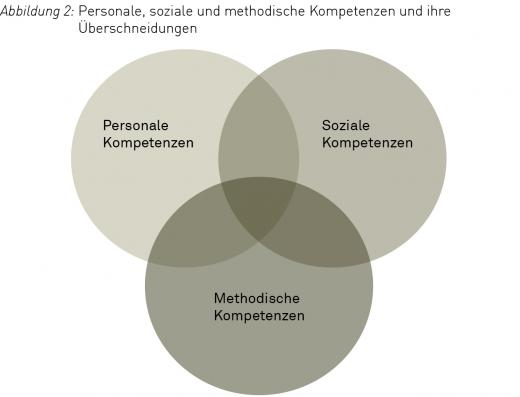 Abbildung 2: Personale, soziale und methodische Kompetenzen und ihre
Überschneidungen
Personale
Kompetenzen
Soziale
Kompetenzen
Methodische
Kompetenzen